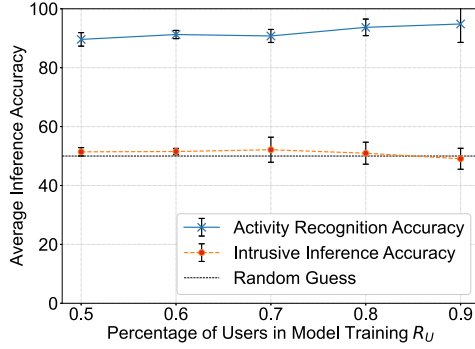 100
80
60
40
20
0
Average Inference Accuracy
Activity Recognition Accuracy
Intrusive Inference Accuracy
Random Guess
0.5 0.6 0.7 0.8 0.9
Percentage of Users in Model Training R_U